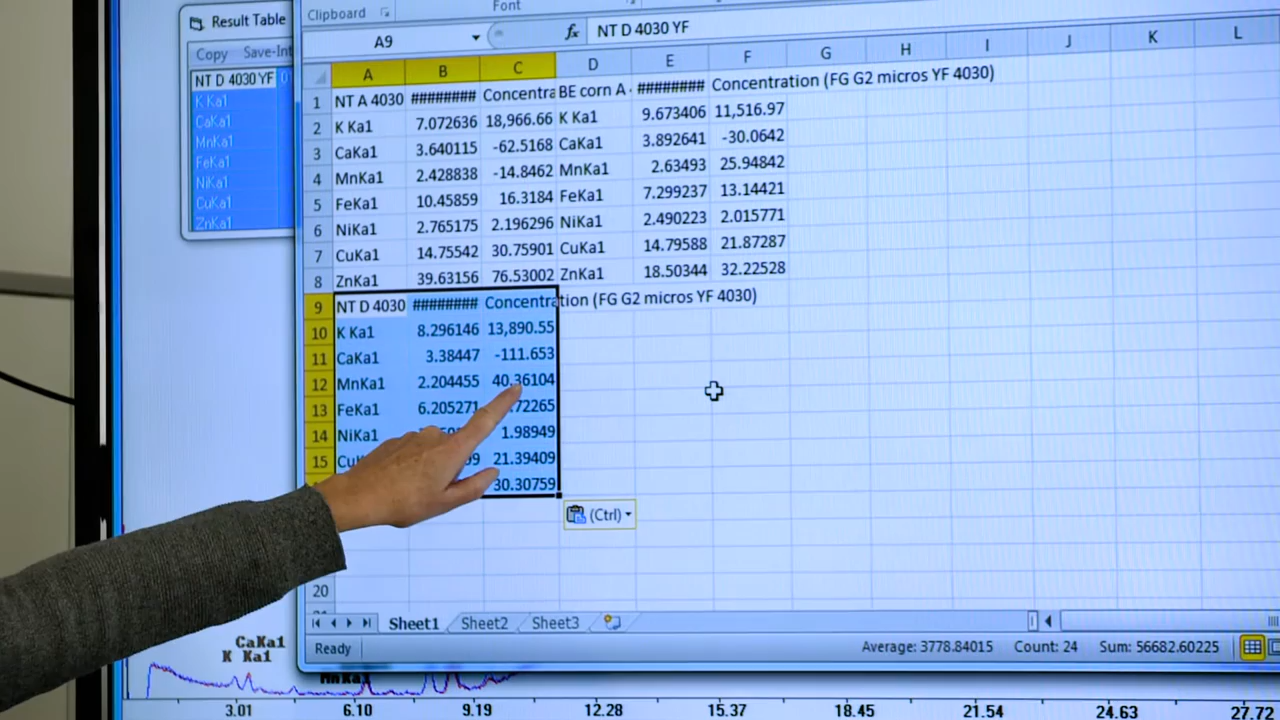 Clipboard
Font
Result Table
Copy Save-Int
NT D 4030 YF
K Ka1
CaKa1
MnKa1
FeKa1
NiKa1
CuKa1
ZnKa1
A9 fx NT D 4030 YF
A B C D E F G H I J K L
1 NT A 4030 ######## Concentra BE corn A ######## Concentration (FG G2 micros YF 4030)
2 K Ka1 7.072636 18,966.66 K Ka1 9.673406 11,516.97
3 CaKa1 3.640115 -62.5168 CaKa1 3.892641 -30.0642
4 MnKa1 2.428838 -14.8462 MnKa1 2.63493 25.94842
5 FeKa1 10.45859 16.3184 FeKa1 7.299237 13.14421
6 NiKa1 2.765175 2.196296 NiKa1 2.490223 2.015771
7 CuKa1 14.75542 30.75901 CuKa1 14.79588 21.87287
8 ZnKa1 39.63156 76.53002 ZnKa1 18.50344 32.22528
9 NT D 4030 ######## Concentration (FG G2 micros YF 4030)
10 K Ka1 8.296146 13,890.55
11 CaKa1 3.38447 -111.653
12 MnKa1 2.204455 40.36104
13 FeKa1 6.205271 72265
14 NiKa1 1.98949
15 21.39409
30.30759
(Ctrl)
20
Sheet1 Sheet2 Sheet3
Ready Average: 3778.84015 Count: 24 Sum: 56682.60225
CaKa1
K Ka1
MnKa1
3.01 6.10 9.19 12.28 15.37 18.45 21.54 24.63 27.72